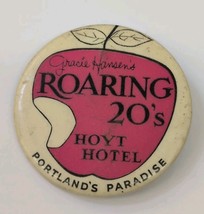 Gracie Hansen's
ROARING
20's
HOYT
HOTEL
PORTLAND'S PARADISE